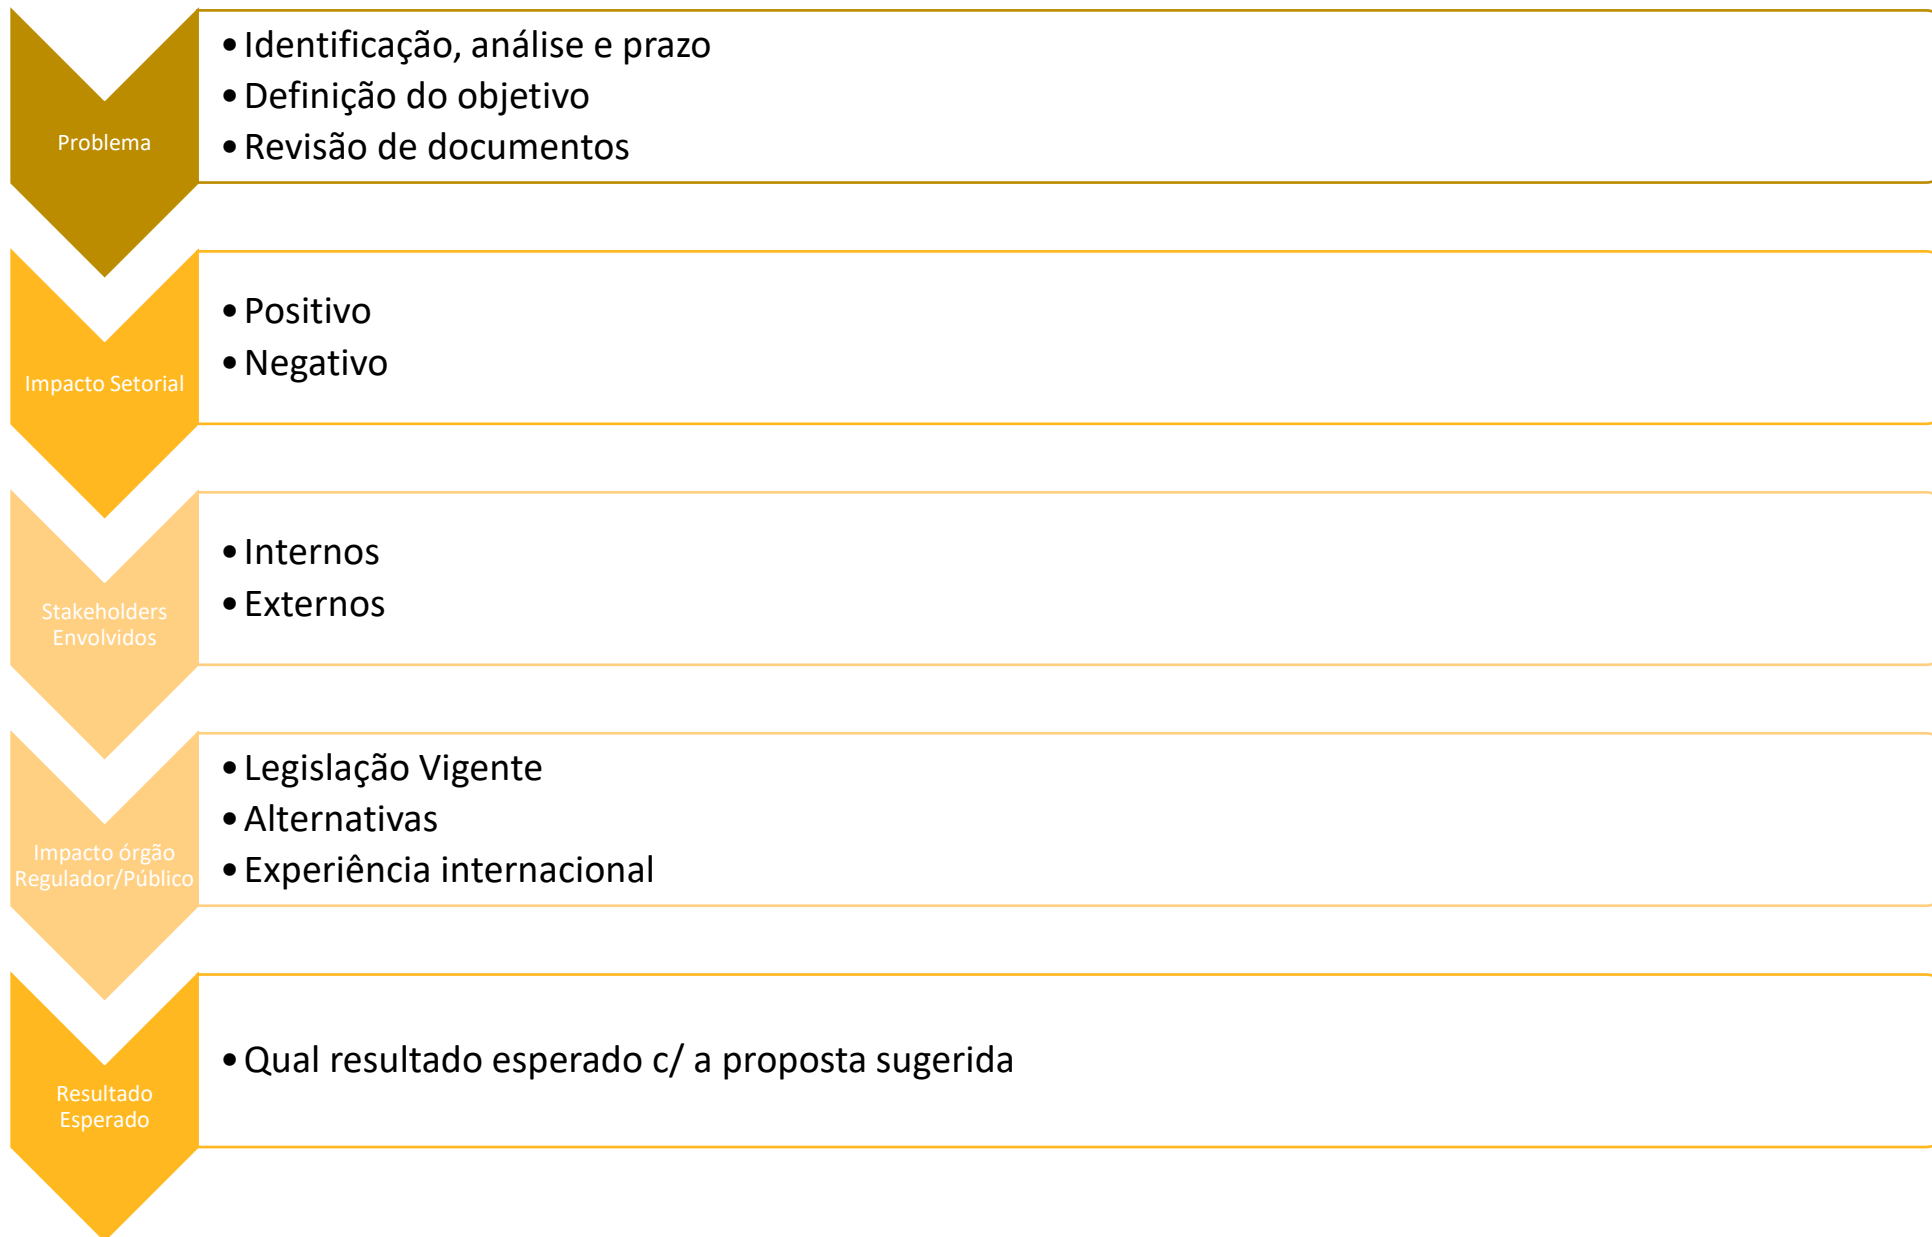 Problema
•Identificação, análise e prazo
•Definição do objetivo
•Revisão de documentos
Impacto Setorial
•Positivo
•Negativo
Stakeholders
Envolvidos
•Internos
•Externos
Impacto órgão
Regulador/Público
•Legislação Vigente
•Alternativas
•Experiência internacional
Resultado
Esperado
•Qual resultado esperado c/ a proposta sugerida